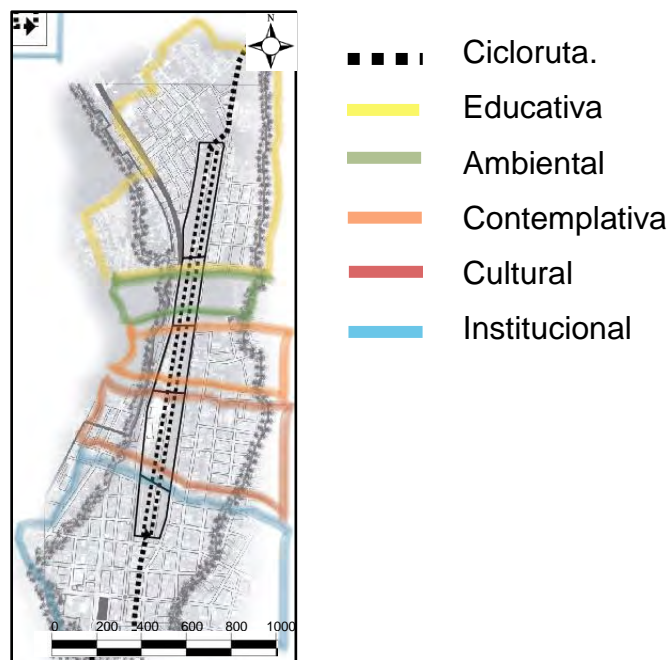 N
Cicloruta.
Educativa
Ambiental
Contemplativa
Cultural
Institucional
0 200 400 600 800 1000